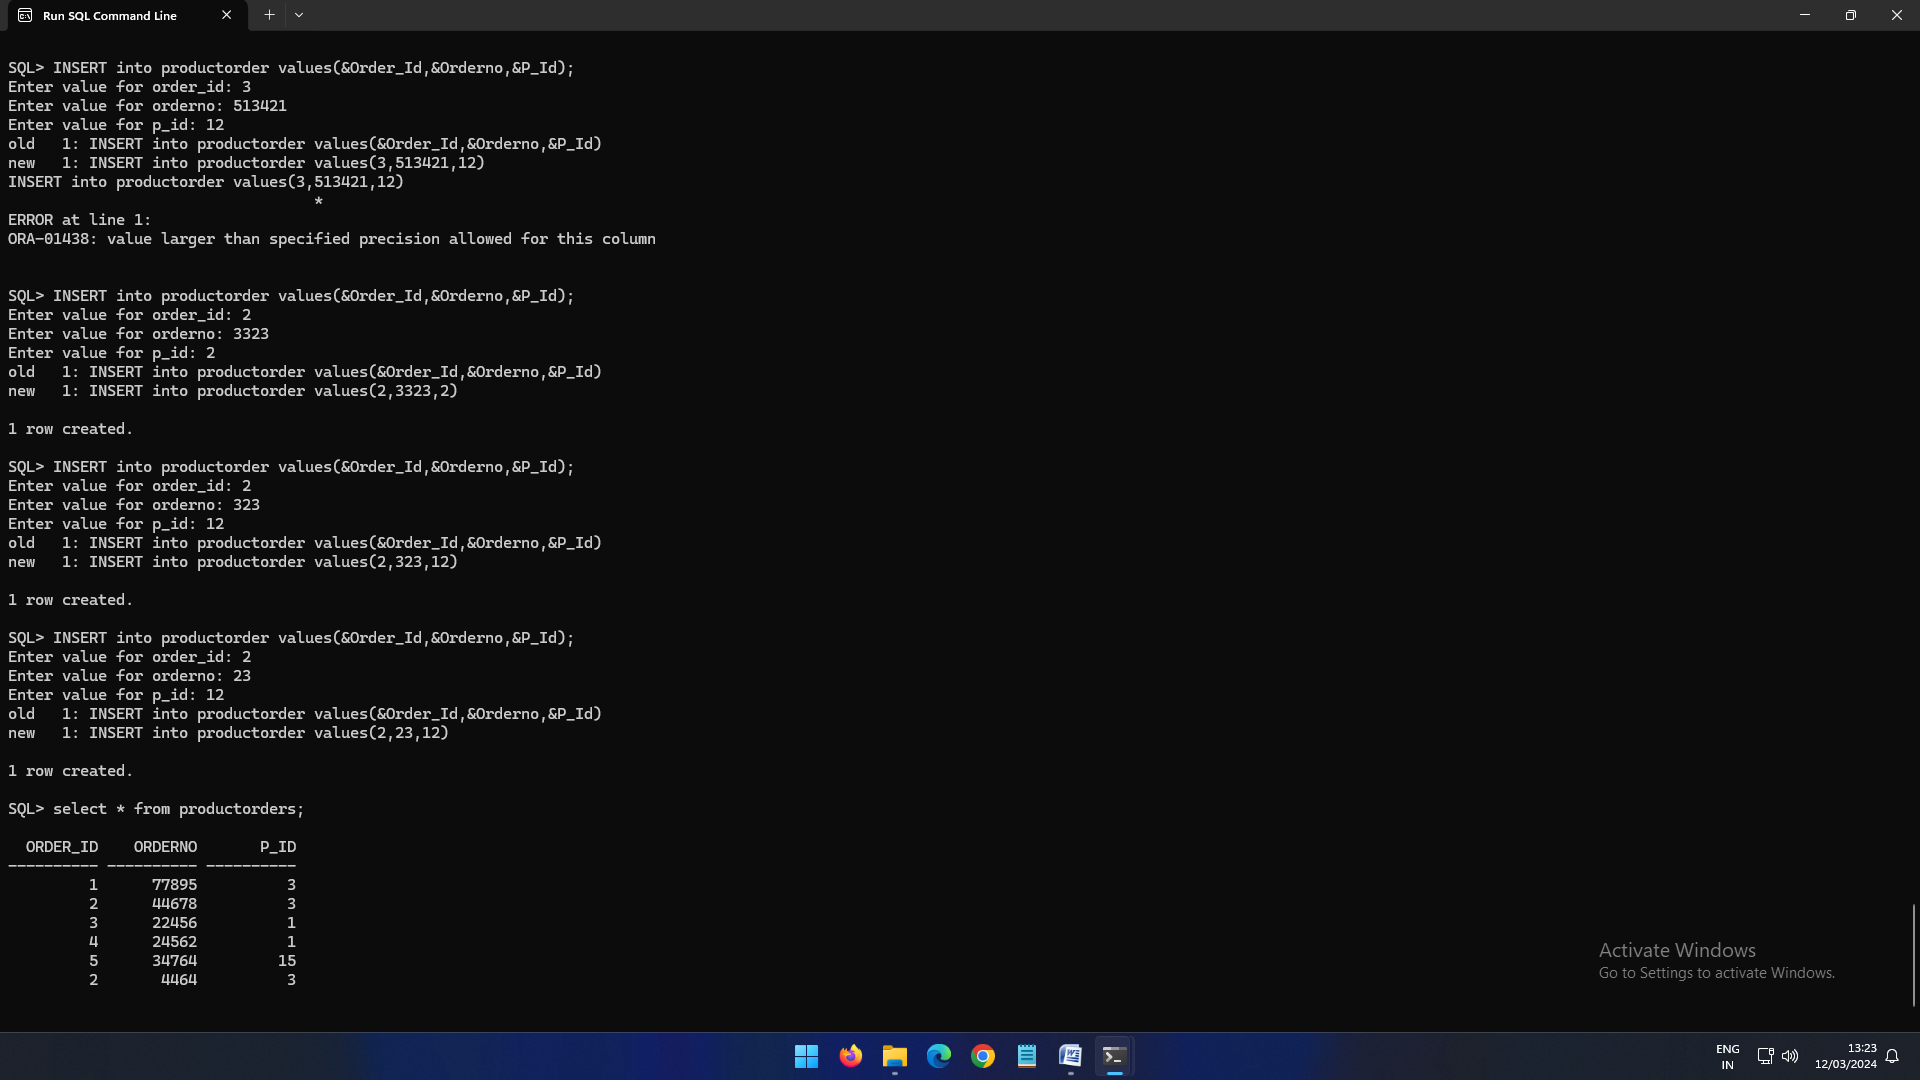 Run SQL Command Line
SQL> INSERT into productorder values(&Order_Id,&Orderno,&P_Id);
Enter value for order_id: 3
Enter value for orderno: 513421
Enter value for p_id: 12
old   1: INSERT into productorder values(&Order_Id,&Orderno,&P_Id)
new   1: INSERT into productorder values(3,513421,12)
INSERT into productorder values(3,513421,12)
*
ERROR at line 1:
ORA-01438: value larger than specified precision allowed for this column
SQL> INSERT into productorder values(&Order_Id,&Orderno,&P_Id);
Enter value for order_id: 2
Enter value for orderno: 3323
Enter value for p_id: 2
old   1: INSERT into productorder values(&Order_Id,&Orderno,&P_Id)
new   1: INSERT into productorder values(2,3323,2)
1 row created.
SQL> INSERT into productorder values(&Order_Id,&Orderno,&P_Id);
Enter value for order_id: 2
Enter value for orderno: 323
Enter value for p_id: 12
old   1: INSERT into productorder values(&Order_Id,&Orderno,&P_Id)
new   1: INSERT into productorder values(2,323,12)
1 row created.
SQL> INSERT into productorder values(&Order_Id,&Orderno,&P_Id);
Enter value for order_id: 2
Enter value for orderno: 23
Enter value for p_id: 12
old   1: INSERT into productorder values(&Order_Id,&Orderno,&P_Id)
new   1: INSERT into productorder values(2,23,12)
1 row created.
SQL> select * from productorders;
ORDER_ID    ORDERNO       P_ID
---------- ---------- ----------
1      77895          3
2      44678          3
3      22456          1
4      24562          1
5      34764         15
2       4464          3
Activate Windows
Go to Settings to activate Windows.
ENG
IN
13:23
12/03/2024